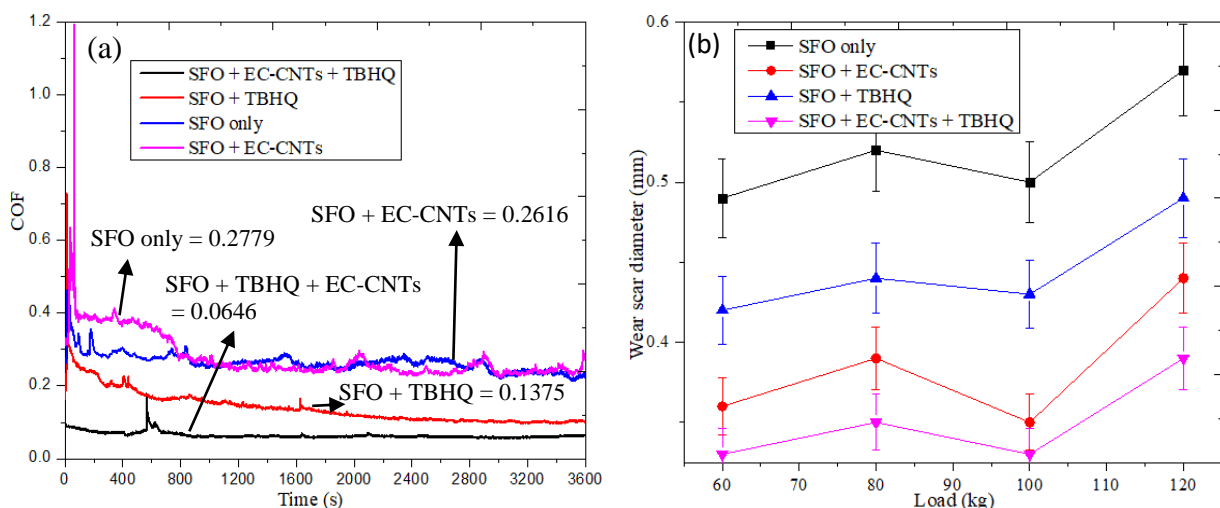 (a)
SFO + EC-CNTs + TBHQ
SFO + TBHQ
SFO only
SFO + EC-CNTs
SFO + EC-CNTs = 0.2616
SFO only = 0.2779
SFO + TBHQ + EC-CNTs
= 0.0646
SFO + TBHQ = 0.1375
COF
1.2
1.0
0.8
0.6
0.4
0.2
0.0
0 400 800 1200 1600 2000 2400 2800 3200 3600
Time (s)
(b)
SFO only
SFO + EC-CNTs
SFO + TBHQ
SFO + EC-CNTs + TBHQ
Wear scar diameter (mm)
0.6
0.5
0.4
60 70 80 90 100 110 120
Load (kg)